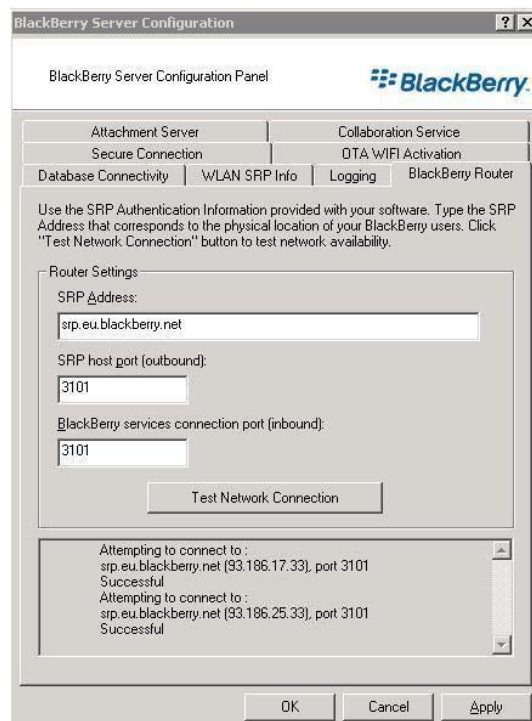 BlackBerry Server Configuration
BlackBerry Server Configuration Panel
BlackBerry.
Attachment Server
Collaboration Service
Secure Connection
OTA WIFI Activation
Database Connectivity
WLAN SRP Info
Logging
BlackBerry Router
Use the SRP Authentication Information provided with your software. Type the SRP
Address that corresponds to the physical location of your BlackBerry users. Click
"Test Network Connection" button to test network availability.
Router Settings
SRP Address:
srp.eu.blackberry.net
SRP host port (outbound):
3101
BlackBerry services connection port (inbound):
3101
Test Network Connection
Attempting to connect to :
srp.eu.blackberry.net (93.186.17.33), port 3101
Successful
Attempting to connect to :
srp.eu.blackberry.net (93.186.25.33), port 3101
Successful
OK
Cancel
Apply